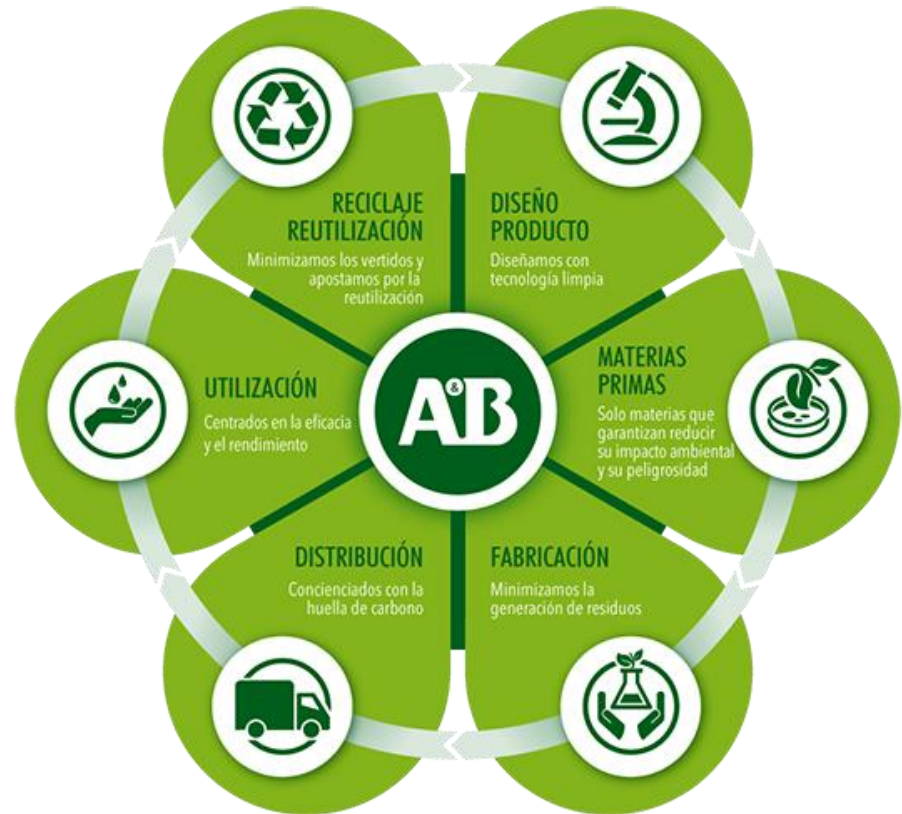 RECICLAJE
REUTILIZACIÓN
Minimizamos los vertidos y
apostamos por la
reutilización
DISEÑO
PRODUCTO
Diseñamos con
tecnología limpia
MATERIAS
PRIMAS
Solo materias que
garantizan reducir
su impacto ambiental
y su peligrosidad
UTILIZACIÓN
Centrados en la eficacia
y el rendimiento
A&B
DISTRIBUCIÓN
Concienciados con la
huella de carbono
FABRICACIÓN
Minimizamos la
generación de residuos